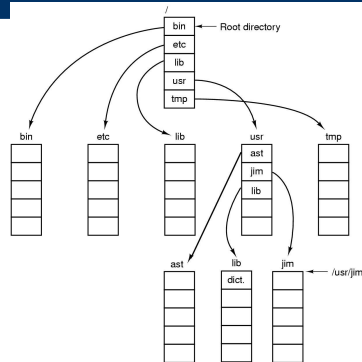 /
bin
Root directory
etc
lib
usr
tmp
bin
etc
lib
usr
tmp
ast
jim
lib
ast
lib
jim
dict.
/usr/jim